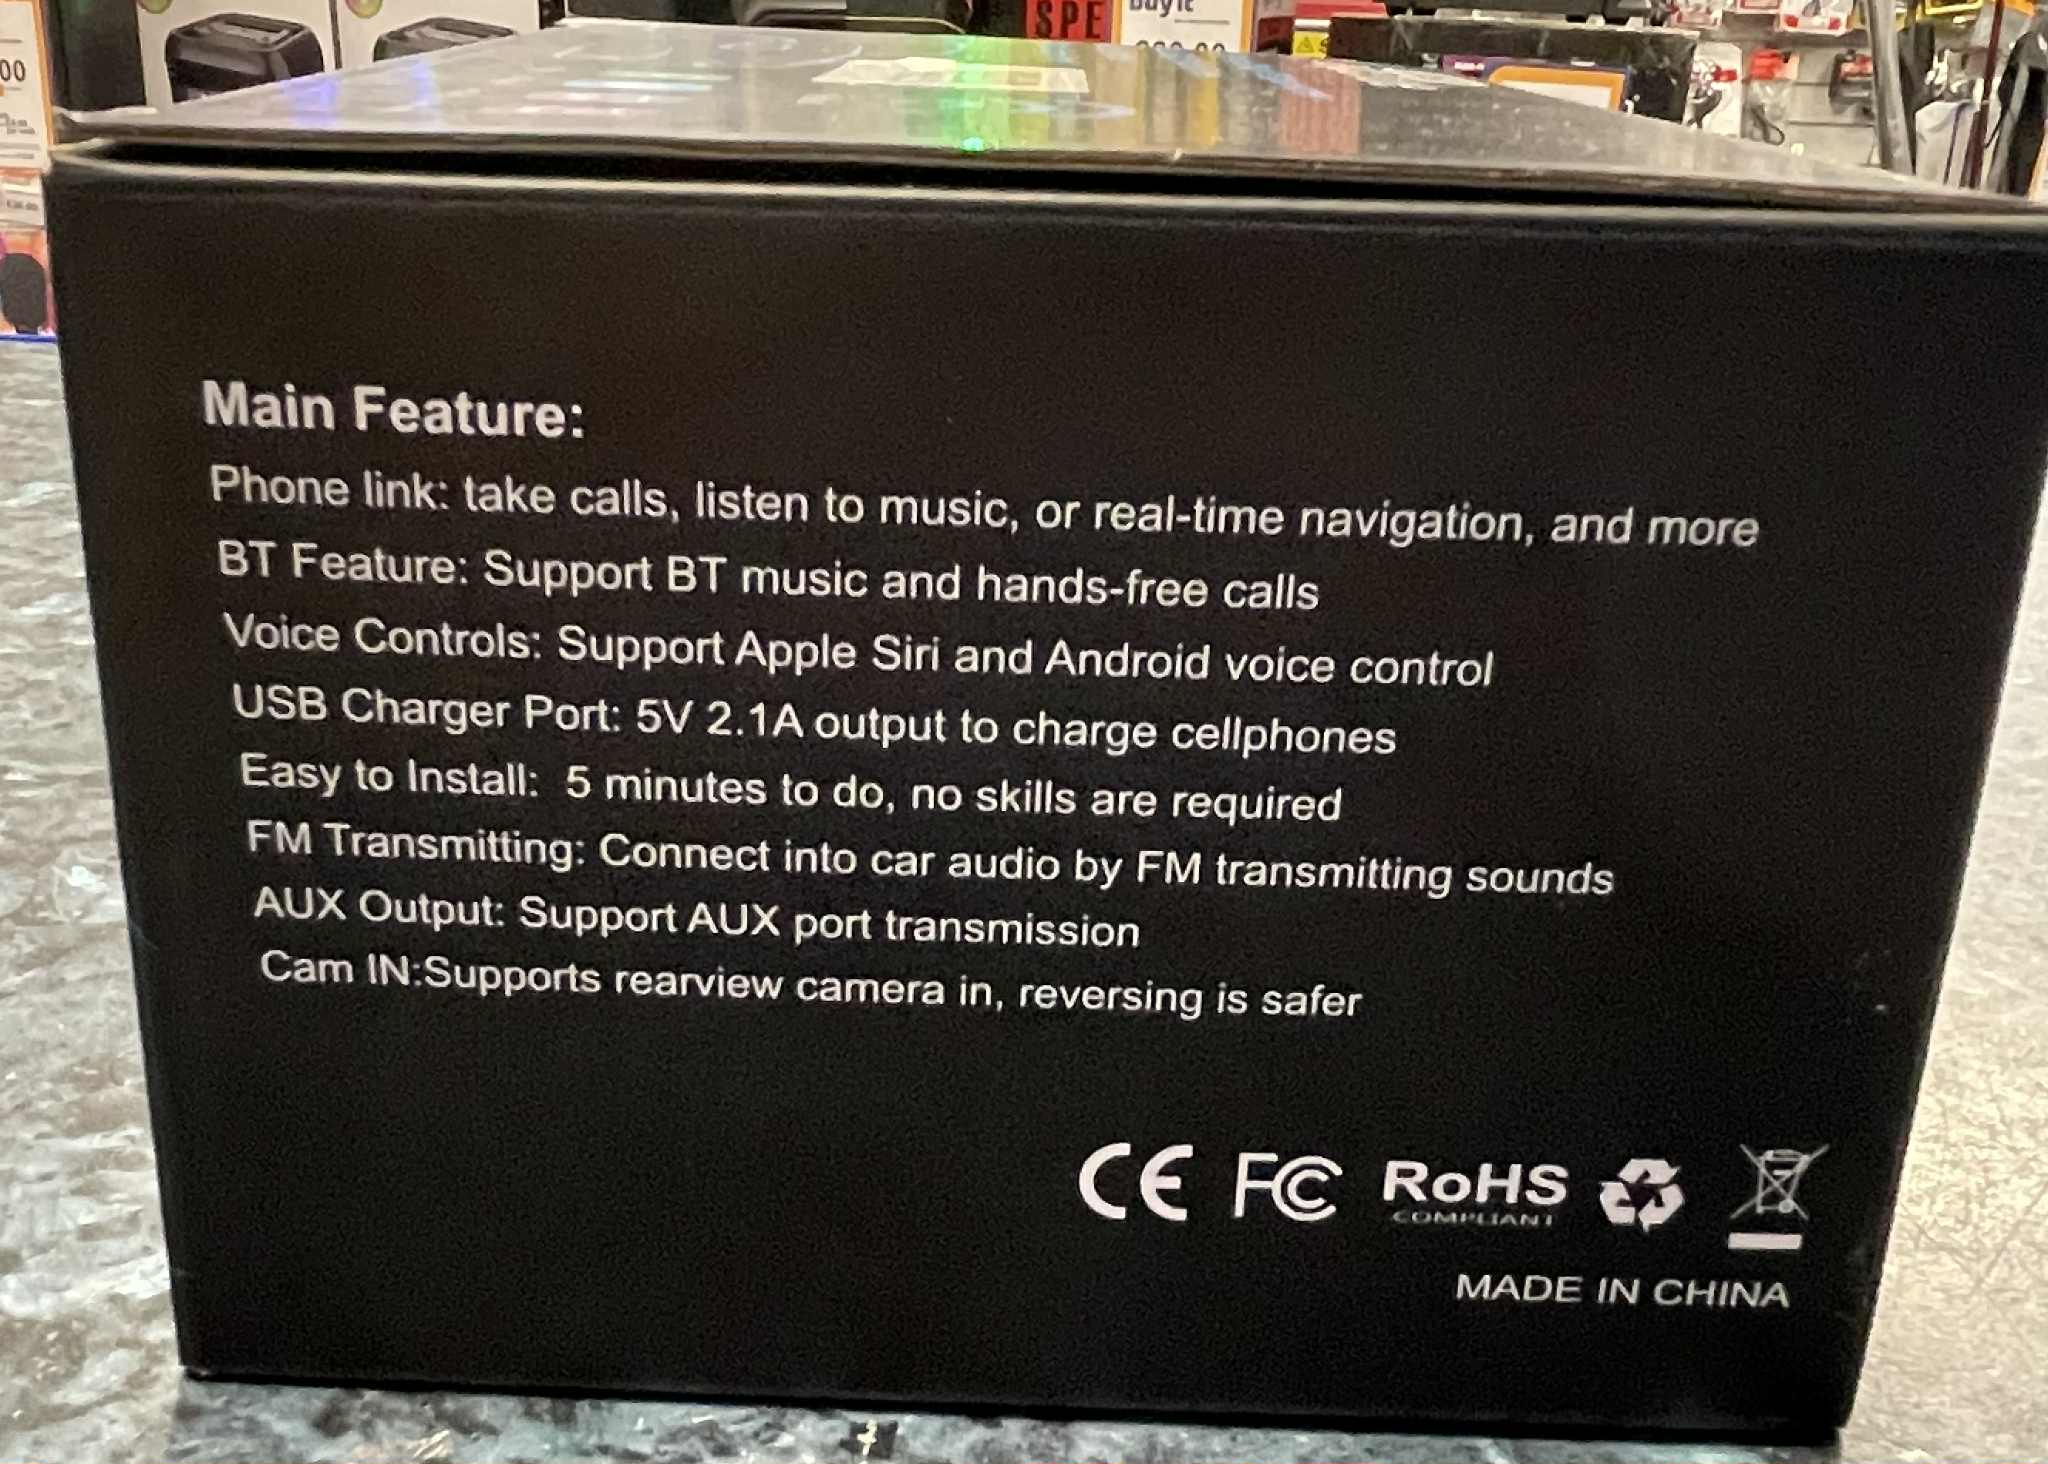 SPE
Buy it
00
Main Feature:
Phone link: take calls, listen to music, or real-time navigation, and more
BT Feature: Support BT music and hands-free calls
Voice Controls: Support Apple Siri and Android voice control
USB Charger Port: 5V 2.1A output to charge cellphones
Easy to Install: 5 minutes to do, no skills are required
FM Transmitting: Connect into car audio by FM transmitting sounds
AUX Output: Support AUX port transmission
Cam IN:Supports rearview camera in, reversing is safer
CE FC RoHS
COMPLIANT
MADE IN CHINA